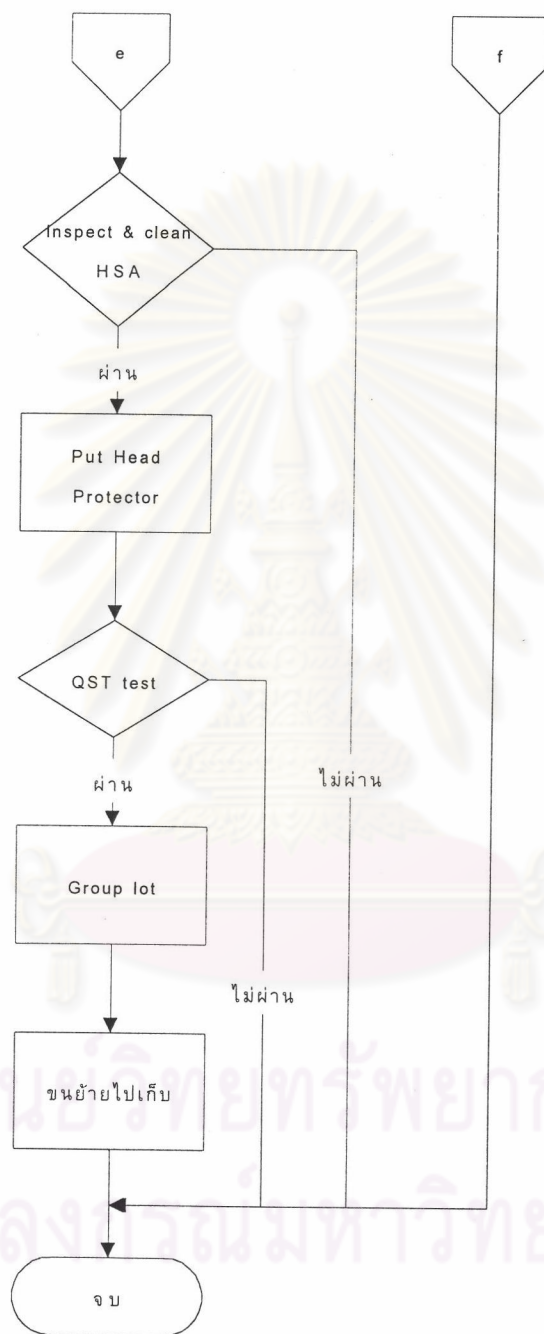 e
f
Inspect & clean
HSA
ผ่าน
Put Head
Protector
QST test
ผ่าน
ไม่ผ่าน
Group lot
ไม่ผ่าน
ขนย้ายไปเก็บ
จบ